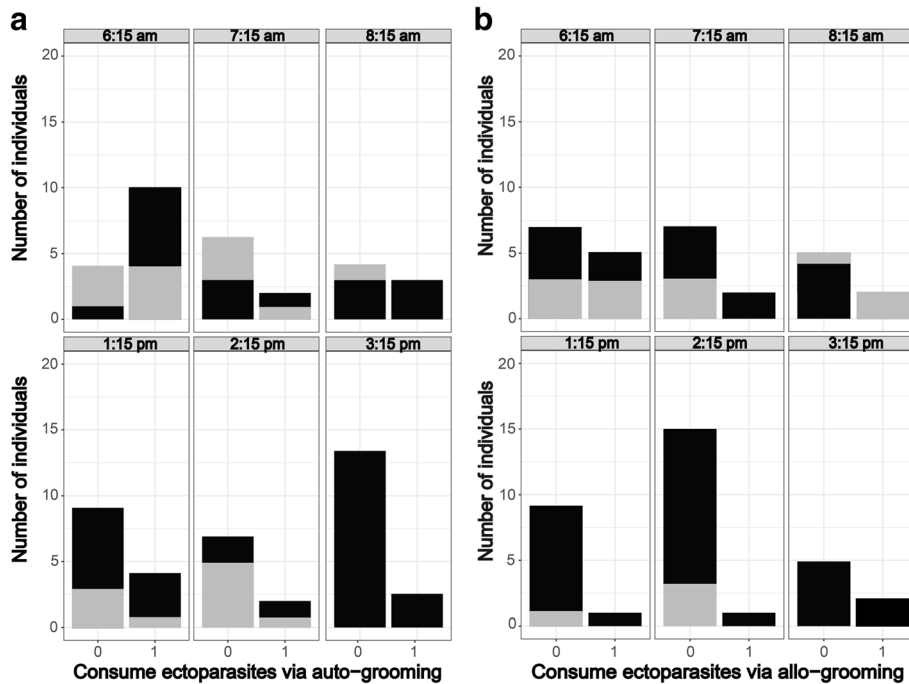 a
6:15 am 7:15 am 8:15 am
20
15
10
5
0
Number of individuals
1:15 pm 2:15 pm 3:15 pm
20
15
10
5
0
Number of individuals
0 1 0 1 0 1
Consume ectoparasites via auto-grooming
b
6:15 am 7:15 am 8:15 am
20
15
10
5
0
Number of individuals
1:15 pm 2:15 pm 3:15 pm
20
15
10
5
0
Number of individuals
0 1 0 1 0 1
Consume ectoparasites via allo-grooming